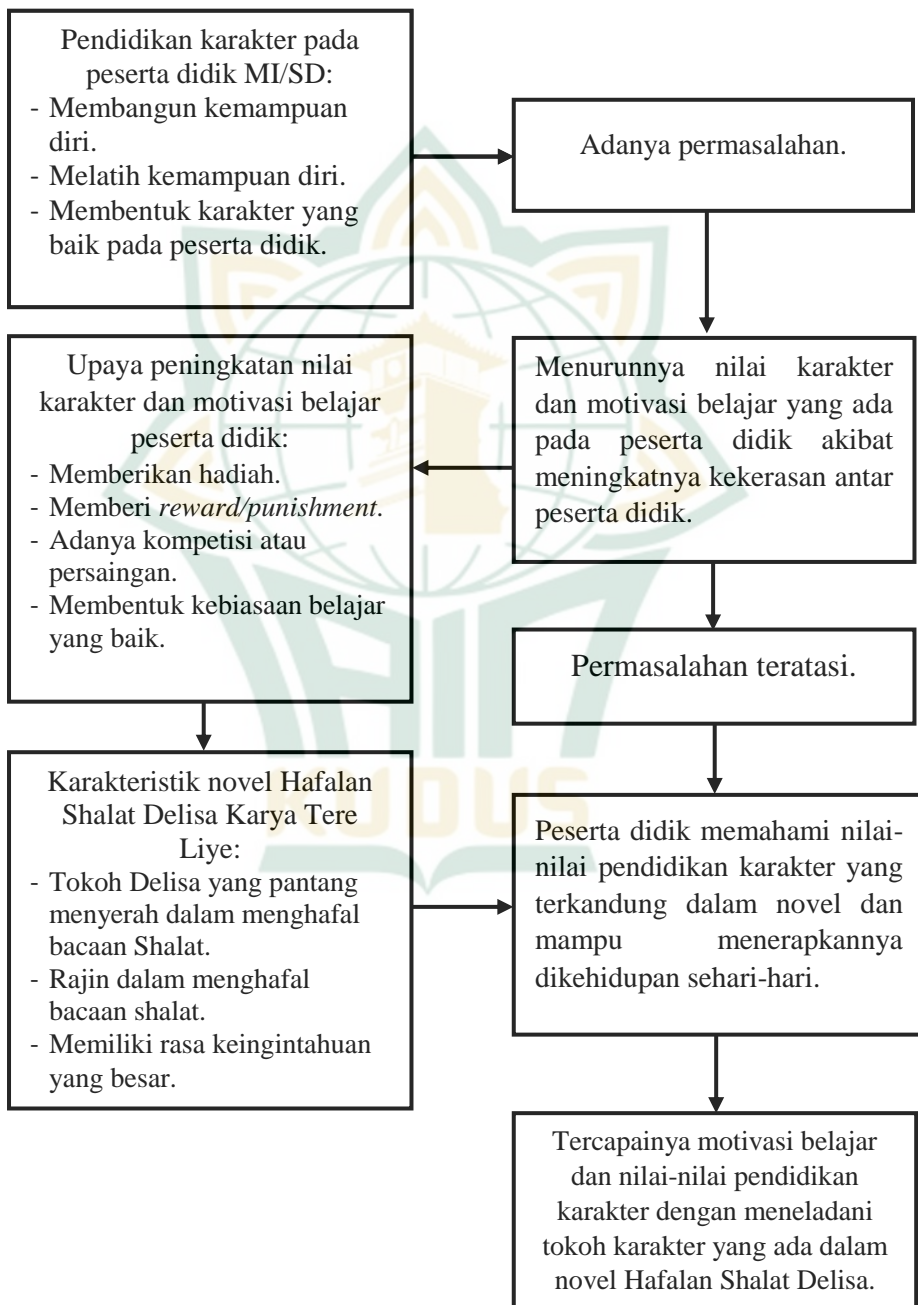 Pendidikan karakter pada
peserta didik MI/SD:
- Membangun kemampuan
diri.
- Melatih kemampuan diri.
- Membentuk karakter yang
baik pada peserta didik.
Adanya permasalahan.
Upaya peningkatan nilai
karakter dan motivasi belajar
peserta didik:
- Memberikan hadiah.
- Memberi reward/punishment.
- Adanya kompetisi atau
persaingan.
- Membentuk kebiasaan belajar
yang baik.
Menurunnya nilai karakter
dan motivasi belajar yang ada
pada peserta didik akibat
meningkatnya kekerasan antar
peserta didik.
Permasalahan teratasi.
Karakteristik novel Hafalan
Shalat Delisa Karya Tere
Liye:
- Tokoh Delisa yang pantang
menyerah dalam menghafal
bacaan Shalat.
- Rajin dalam menghafal
bacaan shalat.
- Memiliki rasa keingintahuan
yang besar.
Peserta didik memahami nilai-
nilai pendidikan karakter yang
terkandung dalam novel dan
mampu menerapkannya
dikehidupan sehari-hari.
Tercapainya motivasi belajar
dan nilai-nilai pendidikan
karakter dengan meneladani
tokoh karakter yang ada dalam
novel Hafalan Shalat Delisa.
IAIN
KUDUS